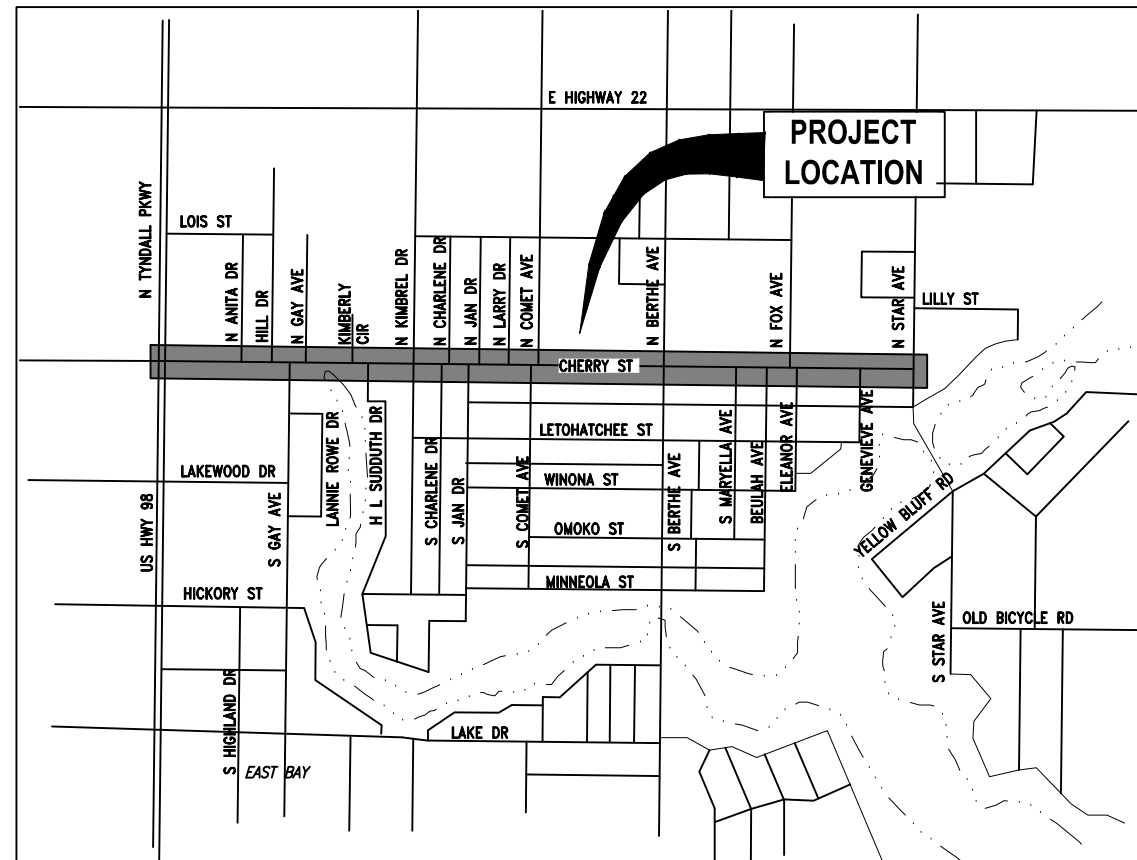 E HIGHWAY 22
PROJECT
LOCATION
N TYNDALL PKWY
LOIS ST
N ANITA DR
HILL DR
N GAY AVE
KIMBERLY
CIR
N KIMBREL DR
N CHARLENE DR
N JAN DR
N LARRY DR
N COMET AVE
N BERTHE AVE
N FOX AVE
N STAR AVE
LILLY ST
CHERRY ST
LETOHATCHEE ST
LAKEWOOD DR
WINONA ST
US HWY 98
S GAY AVE
LANNIE ROWE DR
H L SUDDUTH DR
S CHARLENE DR
S JAN DR
S COMET AVE
S BERTHE AVE
S MARYELLA AVE
BEULAH AVE
ELEANOR AVE
GENEVIEVE AVE
YELLOW BLUFF RD
OMOKO ST
MINNEOLA ST
HICKORY ST
OLD BICYCLE RD
S STAR AVE
S HIGHLAND DR
LAKE DR
EAST BAY